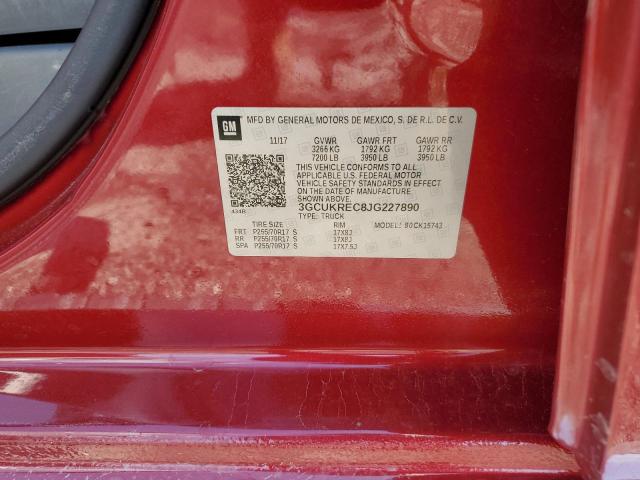 GM MFD BY GENERAL MOTORS DE MEXICO, S. DE R.L. DE C.V.
11/17 GVWR GAWR FRT GAWR RR
3266 KG 1792 KG 1792 KG
7200 LB 3950 LB 3950 LB
THIS VEHICLE CONFORMS TO ALL
APPLICABLE U.S. FEDERAL MOTOR
VEHICLE SAFETY STANDARDS IN EFFECT
ON THE DATE OF MANUFACTURE
SHOWN ABOVE.
3GCUKREC8JG227890
434B TYPE: TRUCK
TIRE SIZE RIM MODEL: 80CK15743
FRT P255/70R17 S 17X8J
RR P255/70R17 S 17X8J
SPA P255/70R17 S 17X7.5J